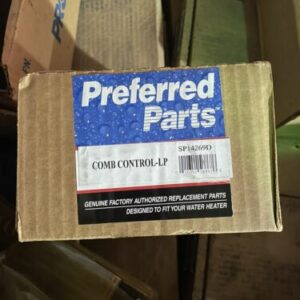 Preferred
Parts
SP14269D
COMB CONTROL-LP
GENUINE FACTORY AUTHORIZED REPLACEMENT PARTS
DESIGNED TO FIT YOUR WATER HEATER